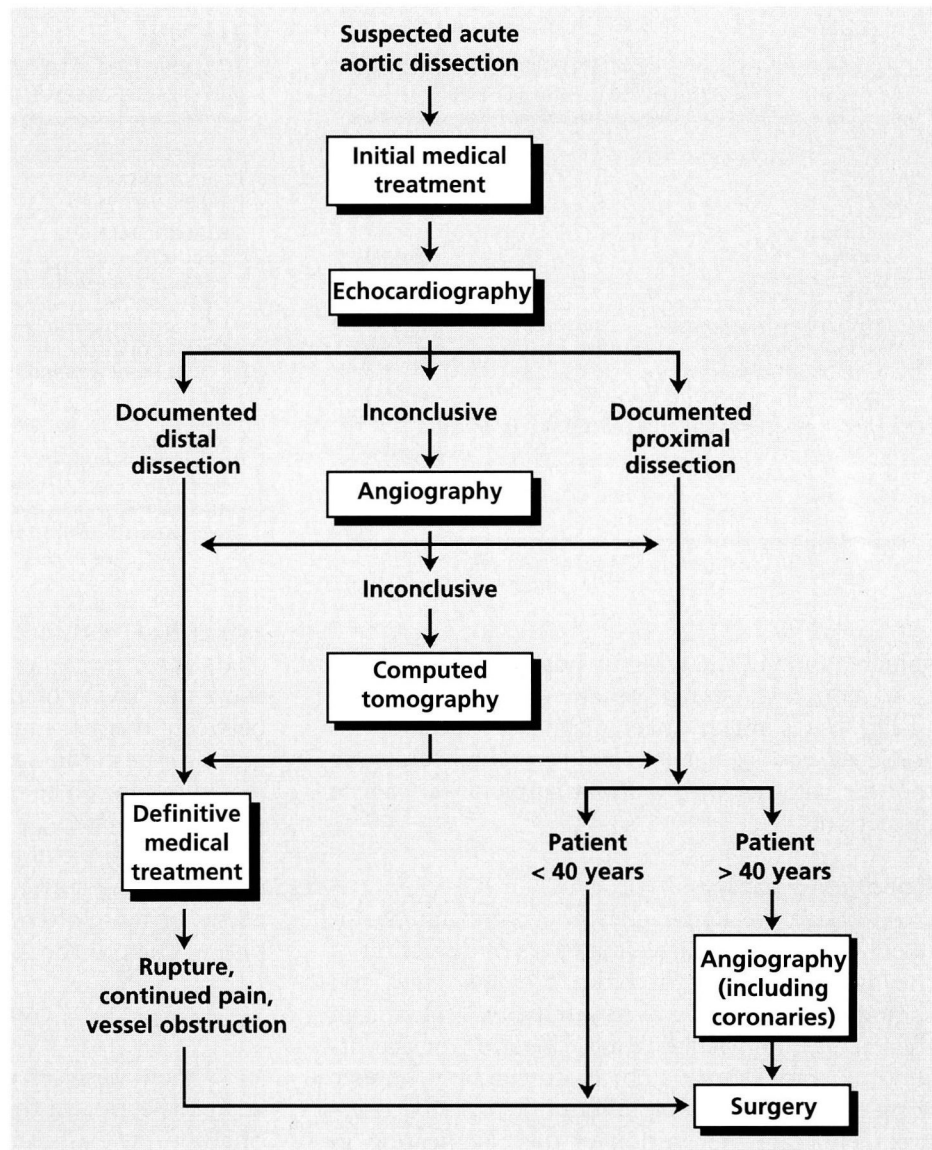 Suspected acute
aortic dissection
Initial medical
treatment
Echocardiography
Documented
distal
dissection
Inconclusive
Documented
proximal
dissection
Angiography
Inconclusive
Computed
tomography
Definitive
medical
treatment
Patient
< 40 years
Patient
> 40 years
Rupture,
continued pain,
vessel obstruction
Angiography
(including
coronaries)
Surgery